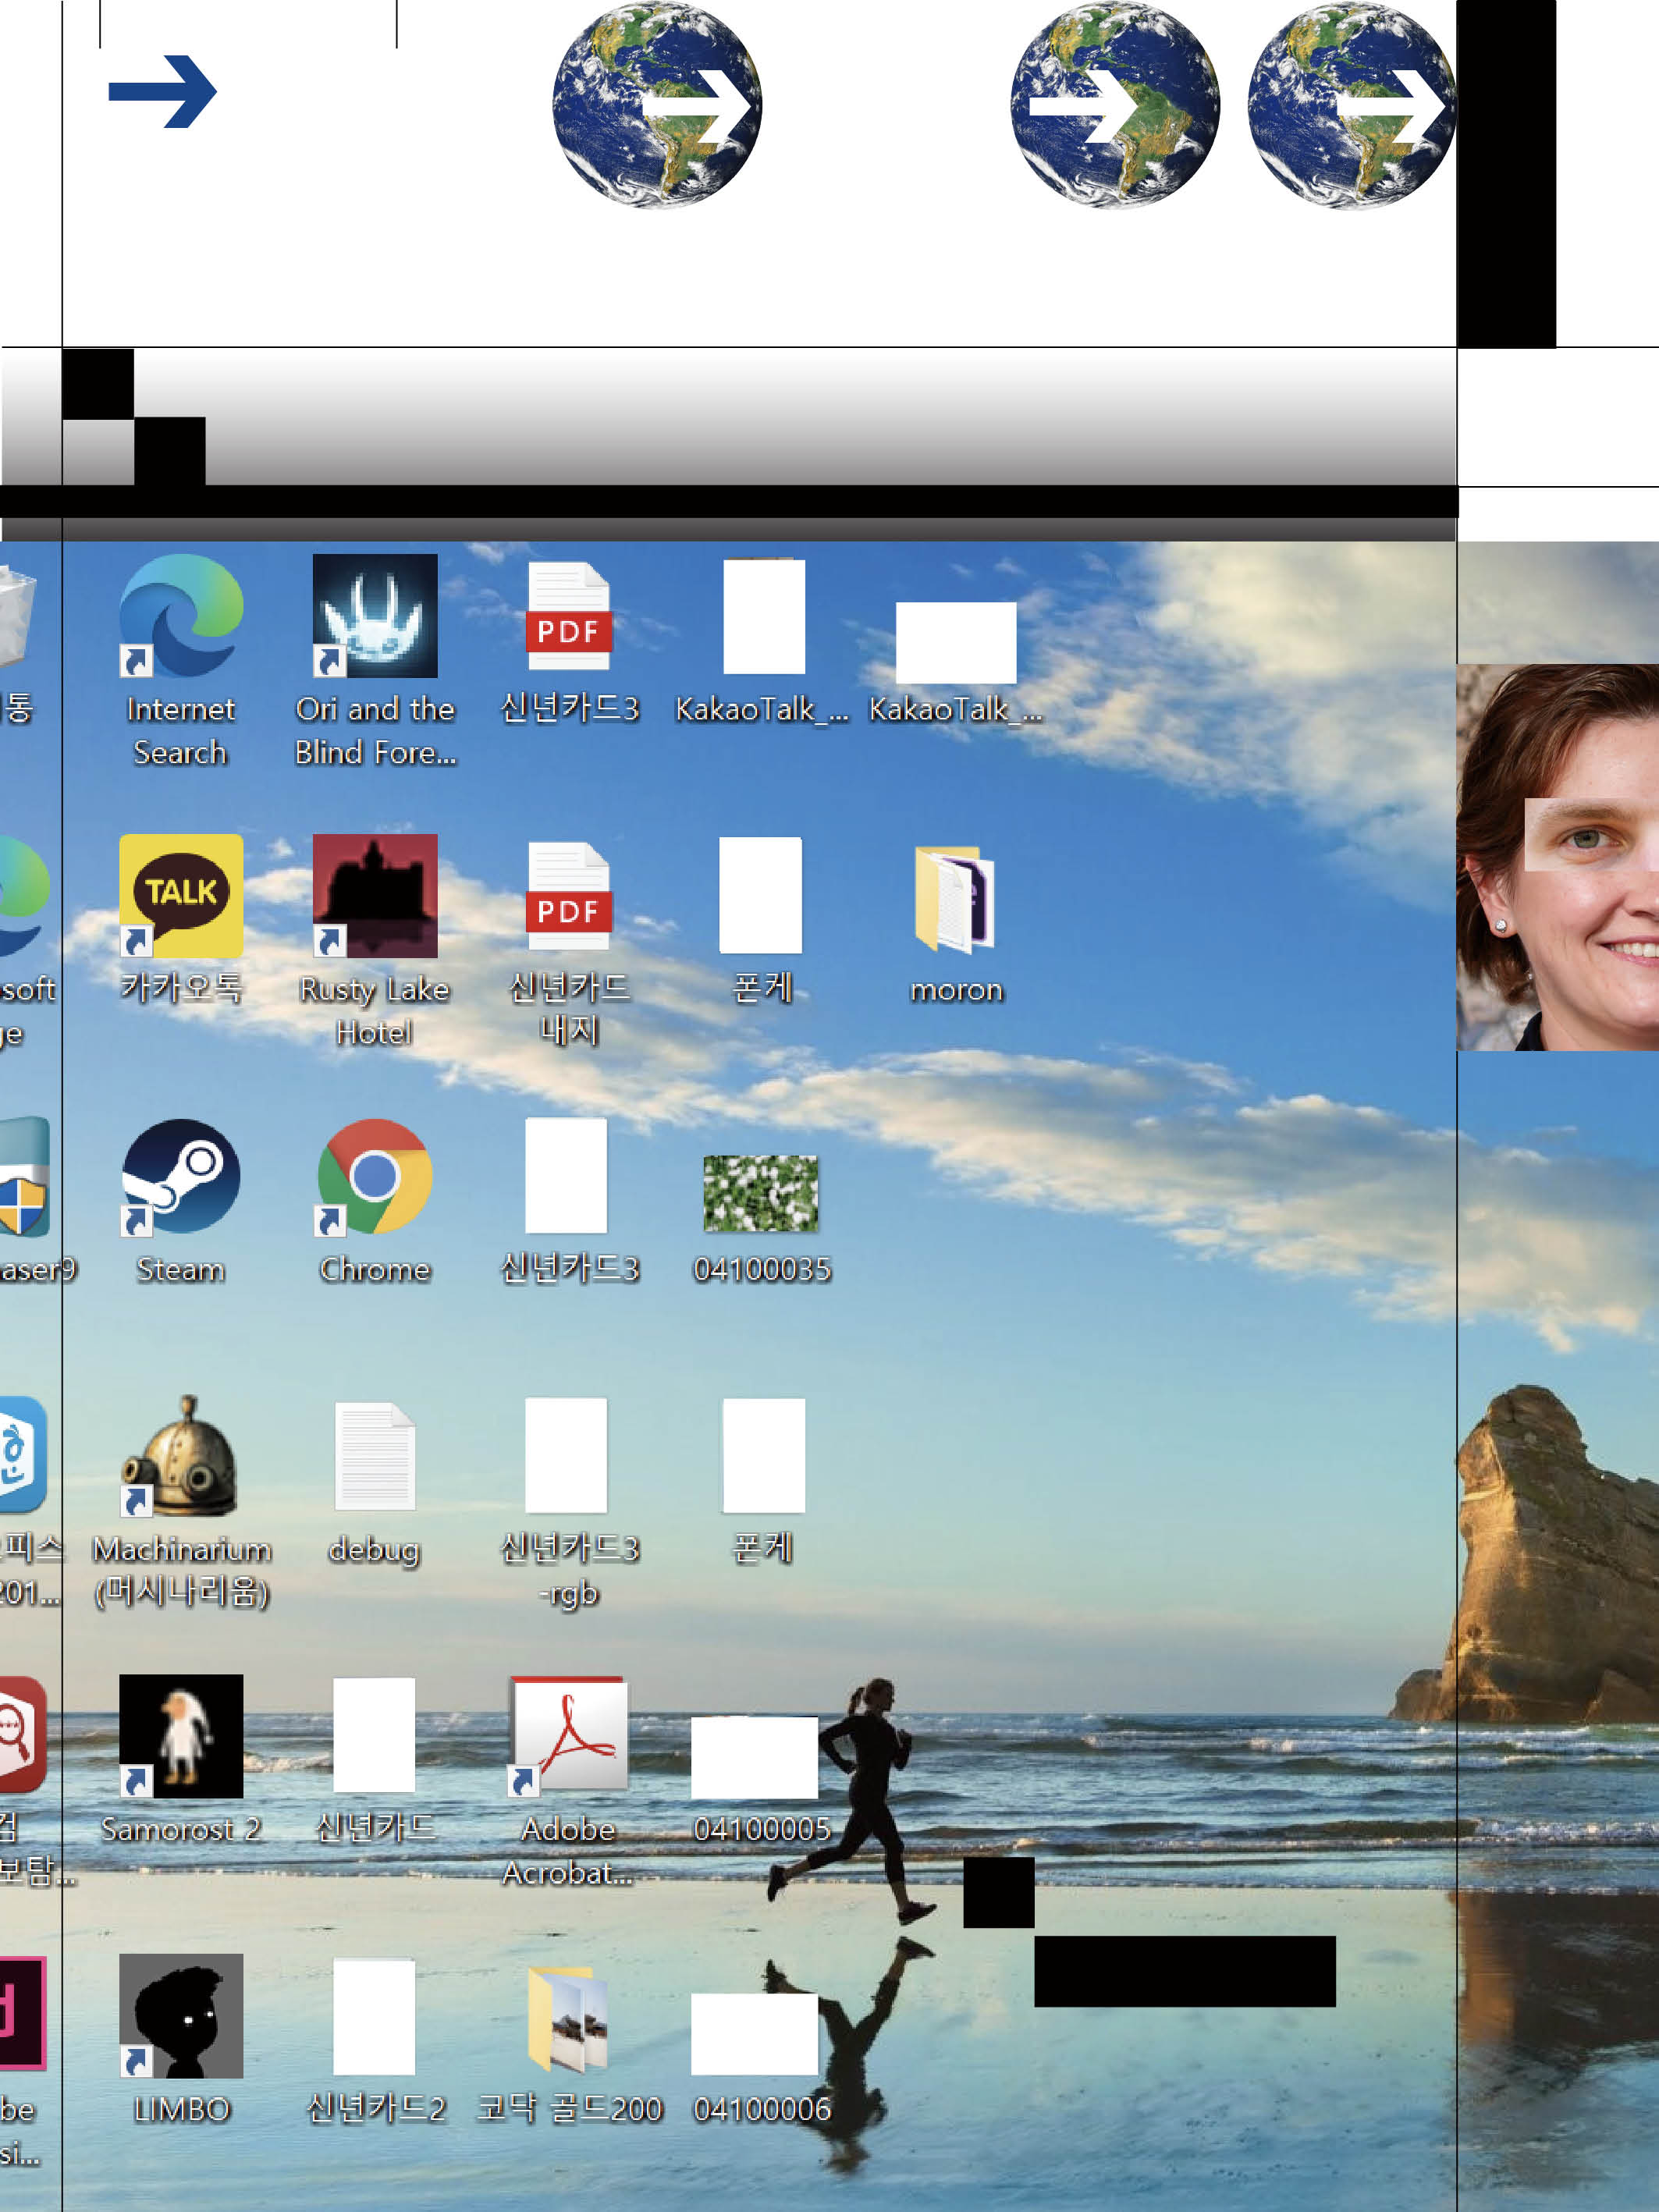 Internet
Search
Ori and the
Blind Fore...
PDF
신년카드3
KakaoTalk_...
KakaoTalk_...
통
TALK
카카오톡
Rusty Lake
Hotel
PDF
신년카드
내지
폰케
moron
soft
ge
aser9
Steam
Chrome
신년카드3
04100035
피스
201...
Machinarium
(머시나리움)
debug
신년카드3
-rgb
폰케
검
보탐...
Samorost 2
신년카드
Adobe
Acrobat...
04100005
d
be
si...
LIMBO
신년카드2
코닥 골드200
04100006